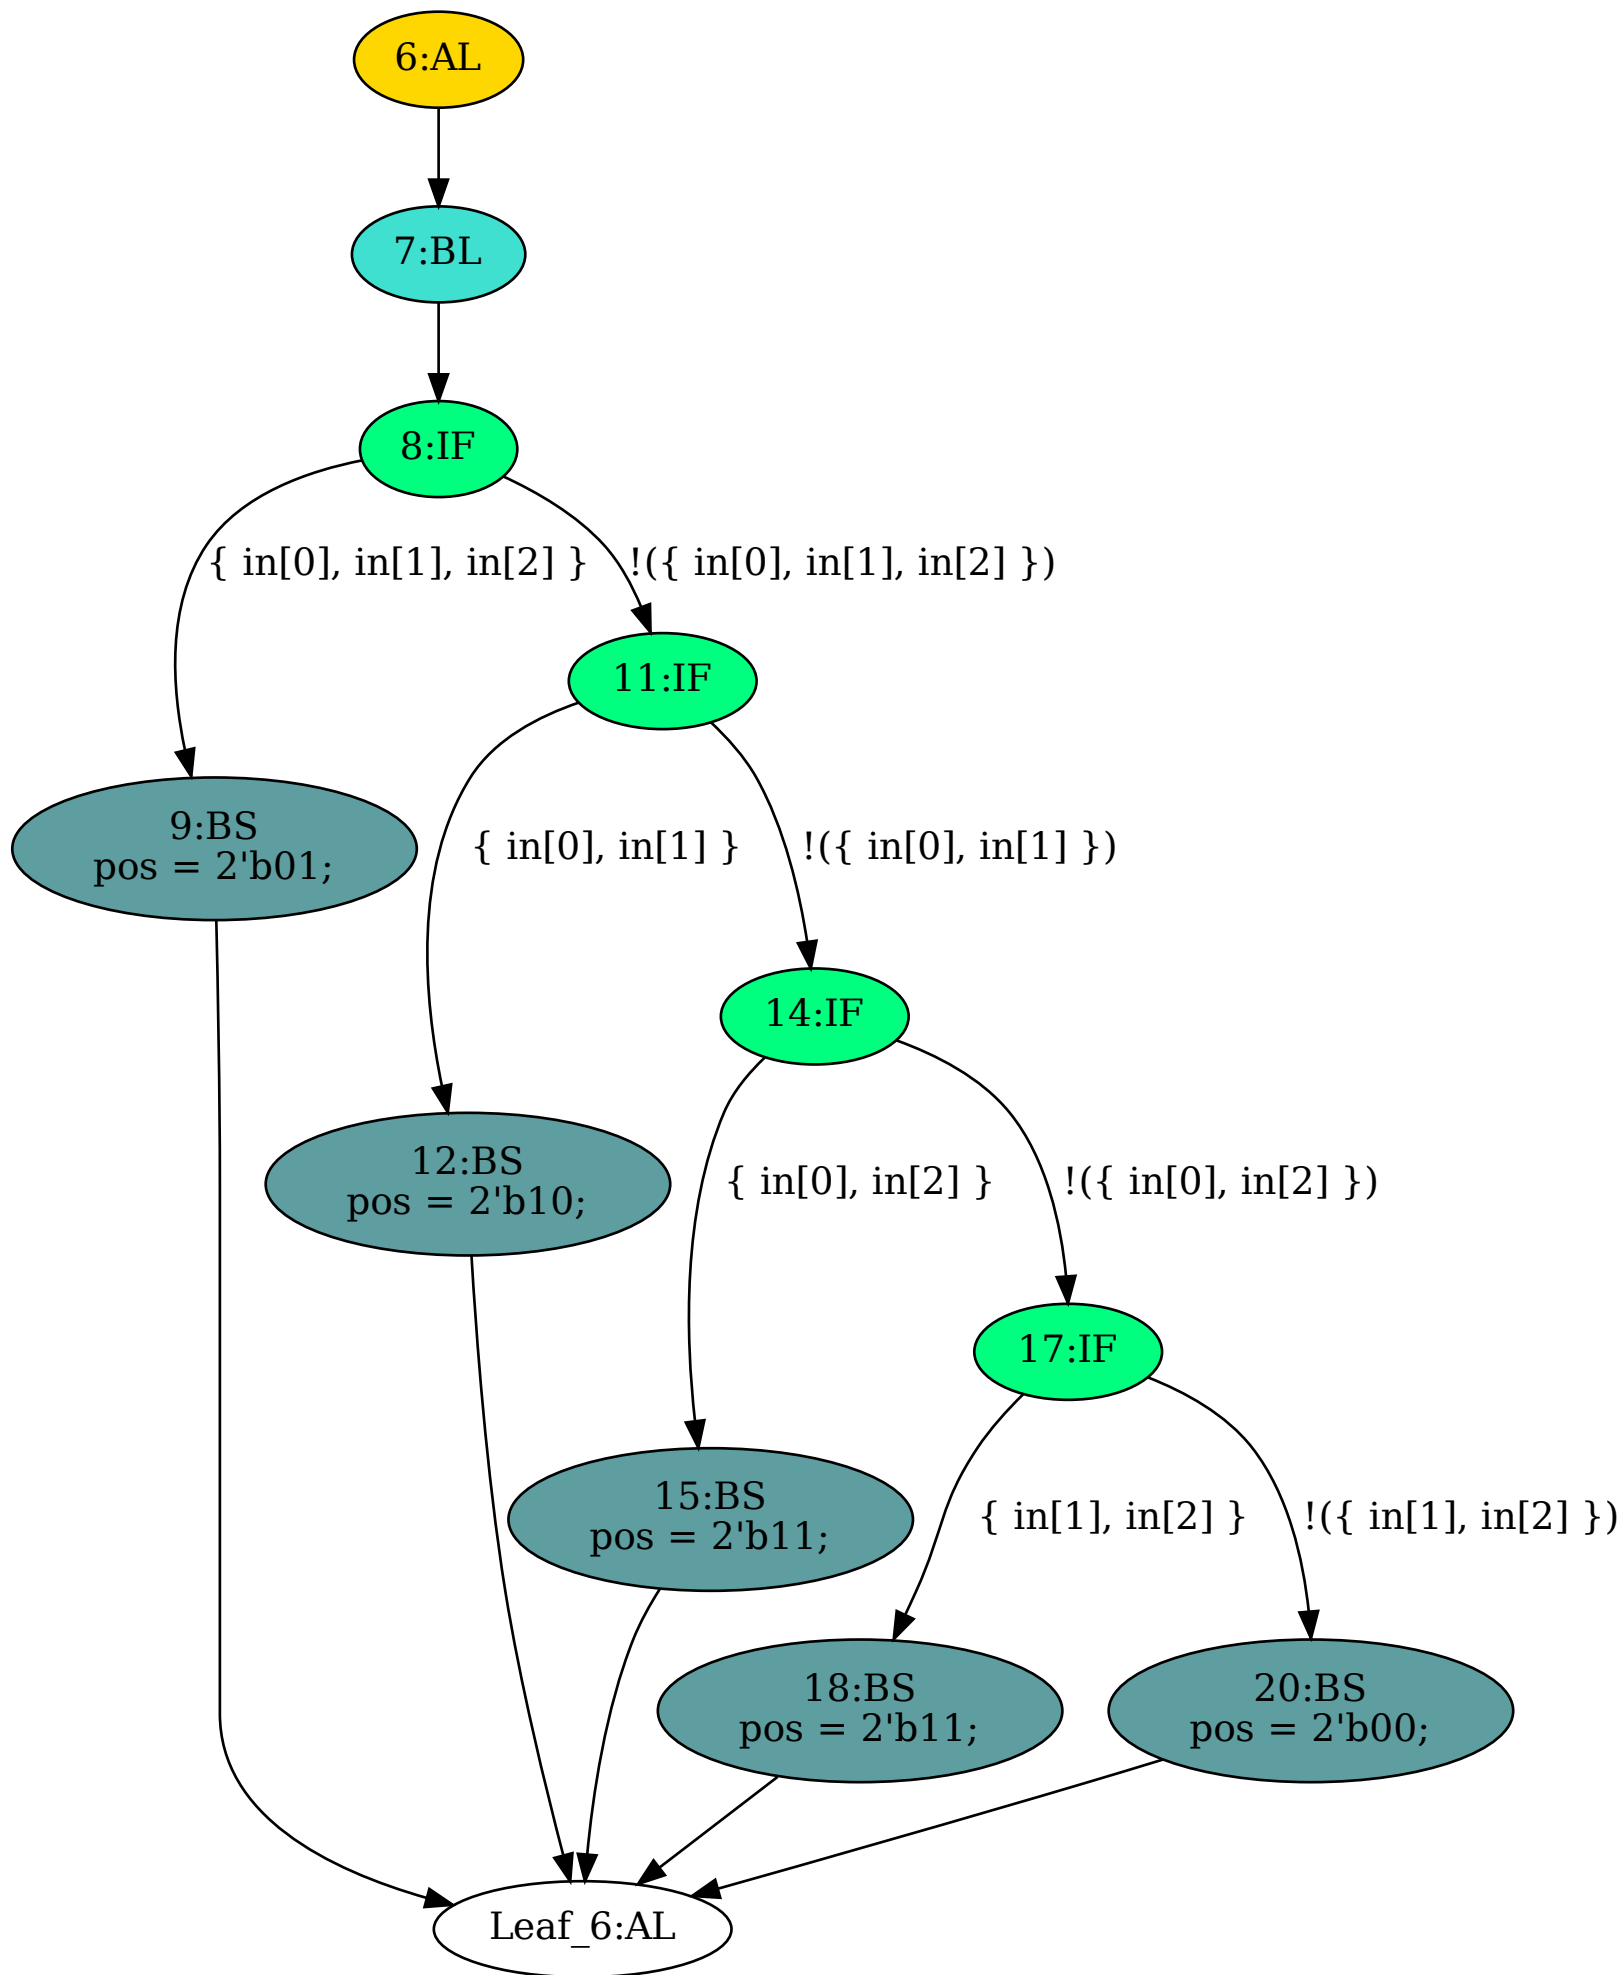 6:AL
7:BL
8:IF
{ in[0], in[1], in[2] }
!({ in[0], in[1], in[2] })
11:IF
9:BS
pos = 2'b01;
{ in[0], in[1] }
!({ in[0], in[1] })
14:IF
12:BS
pos = 2'b10;
{ in[0], in[2] }
!({ in[0], in[2] })
17:IF
15:BS
pos = 2'b11;
{ in[1], in[2] }
!({ in[1], in[2] })
18:BS
pos = 2'b11;
20:BS
pos = 2'b00;
Leaf_6:AL